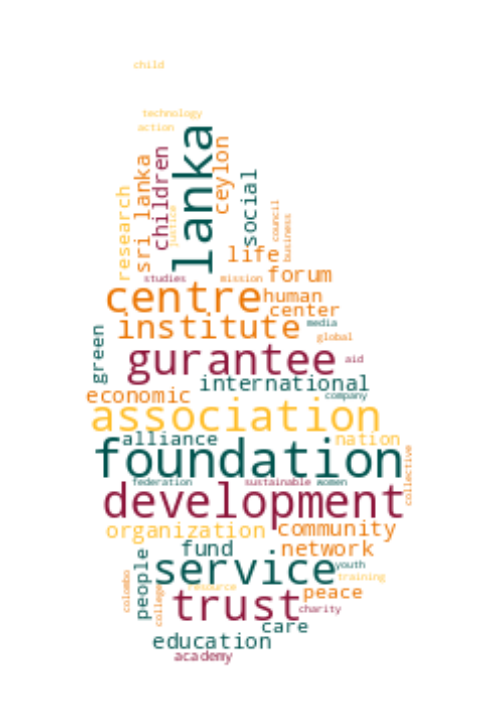 child
technology
action
lanka
ceylon
children
sri lanka
social
research
justice
council
business
life
forum
studies
mission
centre
human
center
institute
media
global
green
gurantee
aid
international
economic
company
association
alliance
nation
foundation
collective
federation
sustainable
women
development
organization
community
fund
network
people
service
youth
training
colombo
college
resource
peace
trust
charity
care
education
academy